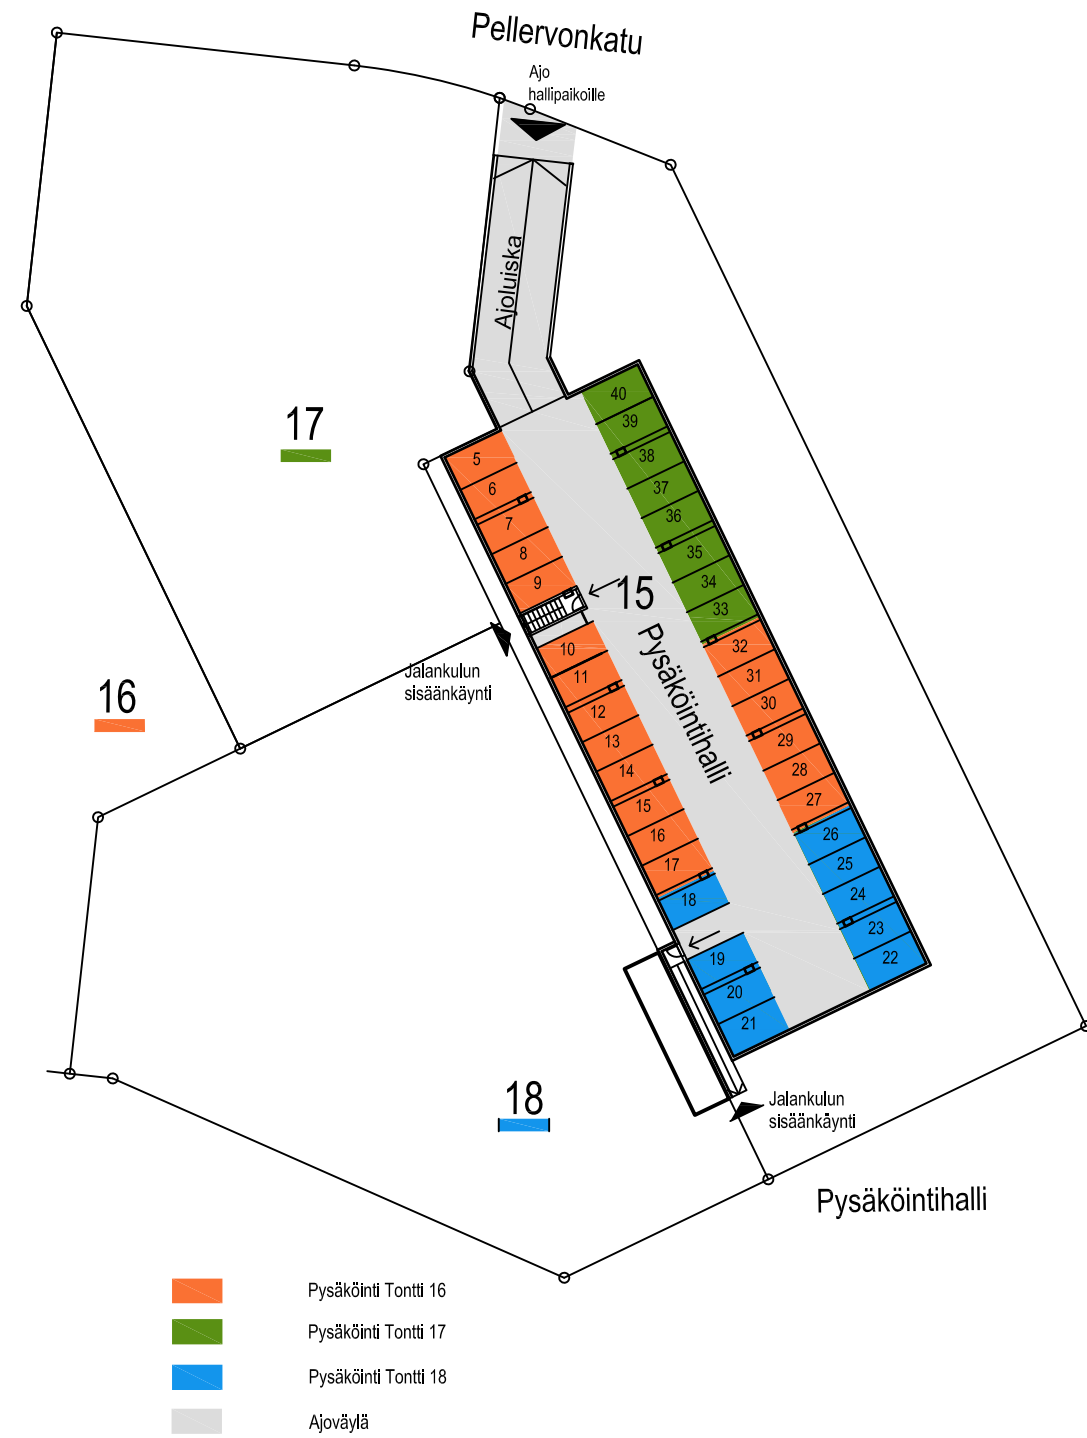 Pellervonkatu
Ajo
hallipaikoille
Ajoluiska
17
40
39
38
37
36
35
34
33
32
31
30
29
28
27
26
25
24
23
22
5
6
7
8
9
10
11
12
13
14
15
16
17
18
19
20
21
15
Pysäköintihalli
Jalankulun
sisäänkäynti
16
18
Jalankulun
sisäänkäynti
Pysäköintihalli
Pysäköinti Tontti 16
Pysäköinti Tontti 17
Pysäköinti Tontti 18
Ajoväylä